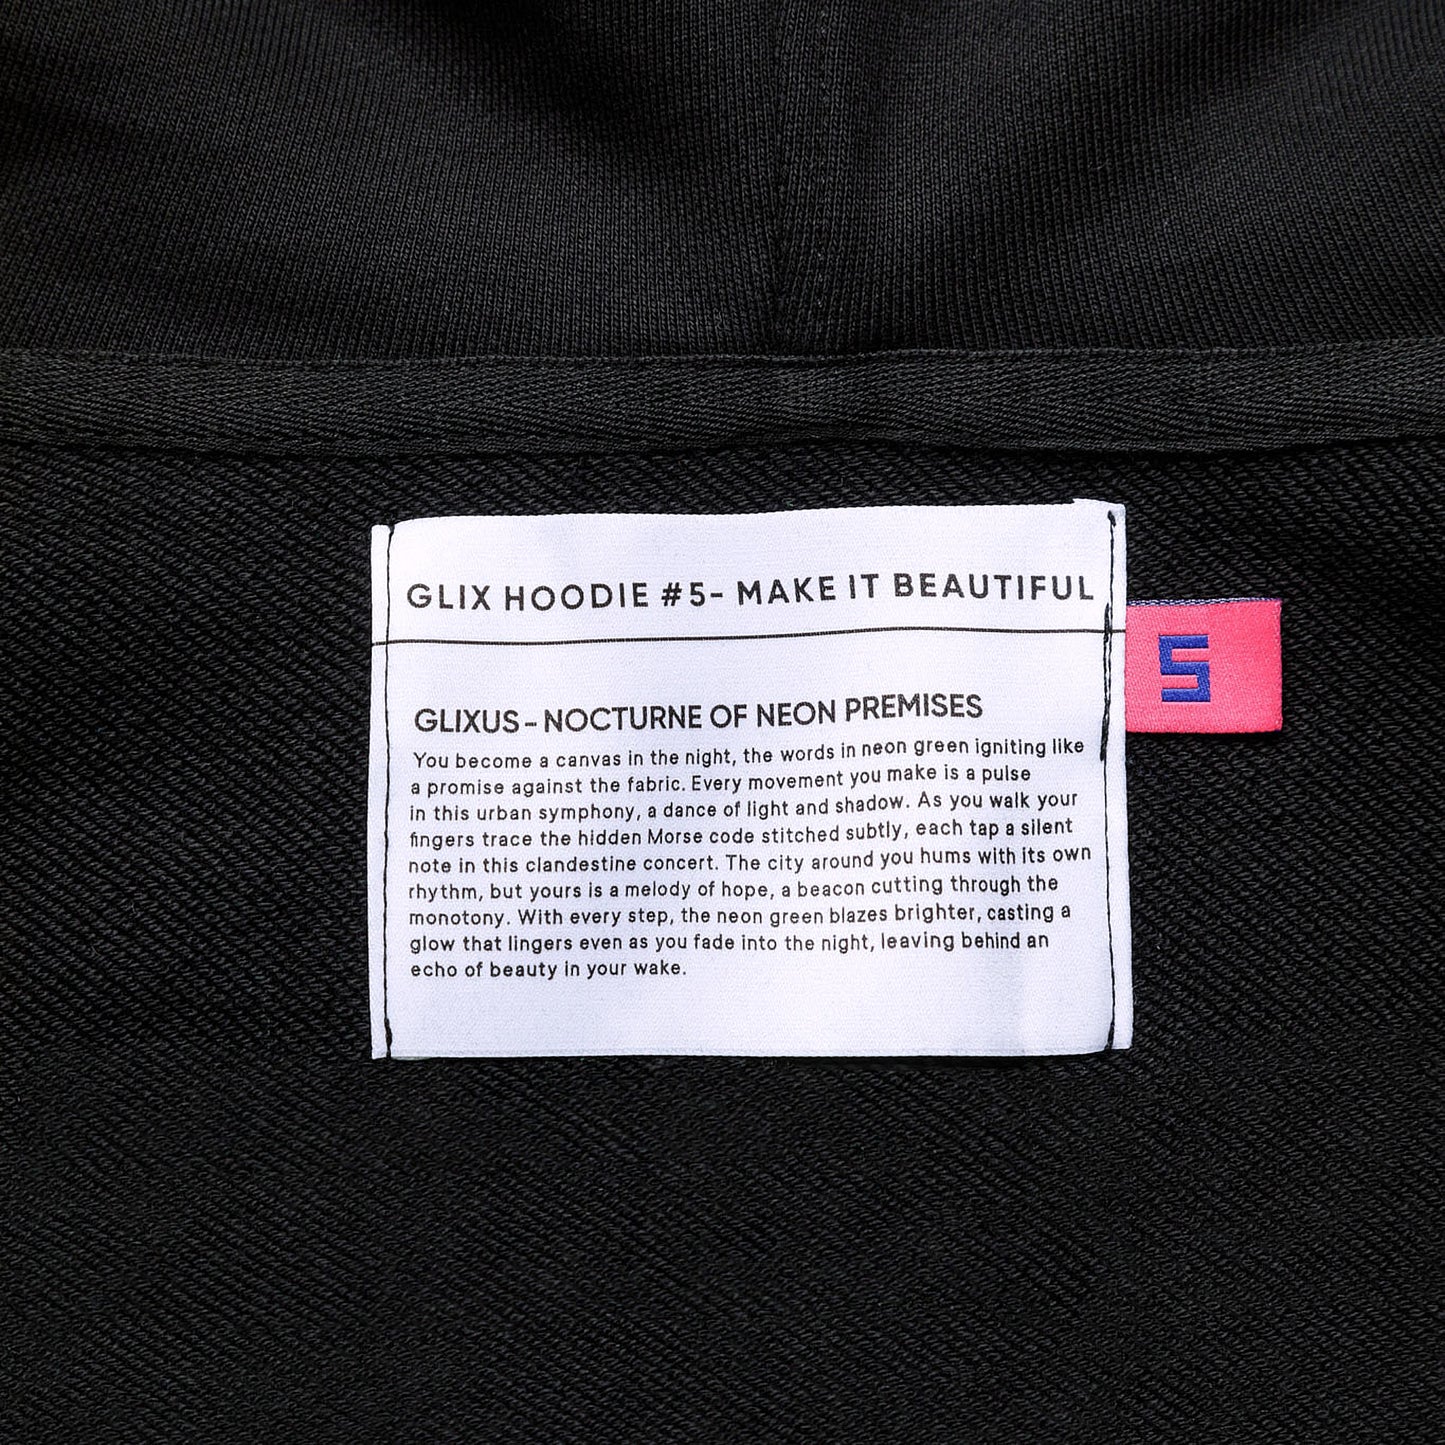 GLIX HOODIE #5- MAKE IT BEAUTIFUL
S
GLIXUS - NOCTURNE OF NEON PREMISES
You become a canvas in the night, the words in neon green igniting like
a promise against the fabric. Every movement you make is a pulse
in this urban symphony, a dance of light and shadow. As you walk your
fingers trace the hidden Morse code stitched subtly, each tap a silent
note in this clandestine concert. The city around you hums with its own
rhythm, but yours is a melody of hope, a beacon cutting through the
monotony. With every step, the neon green blazes brighter, casting a
glow that lingers even as you fade into the night, leaving behind an
echo of beauty in your wake.